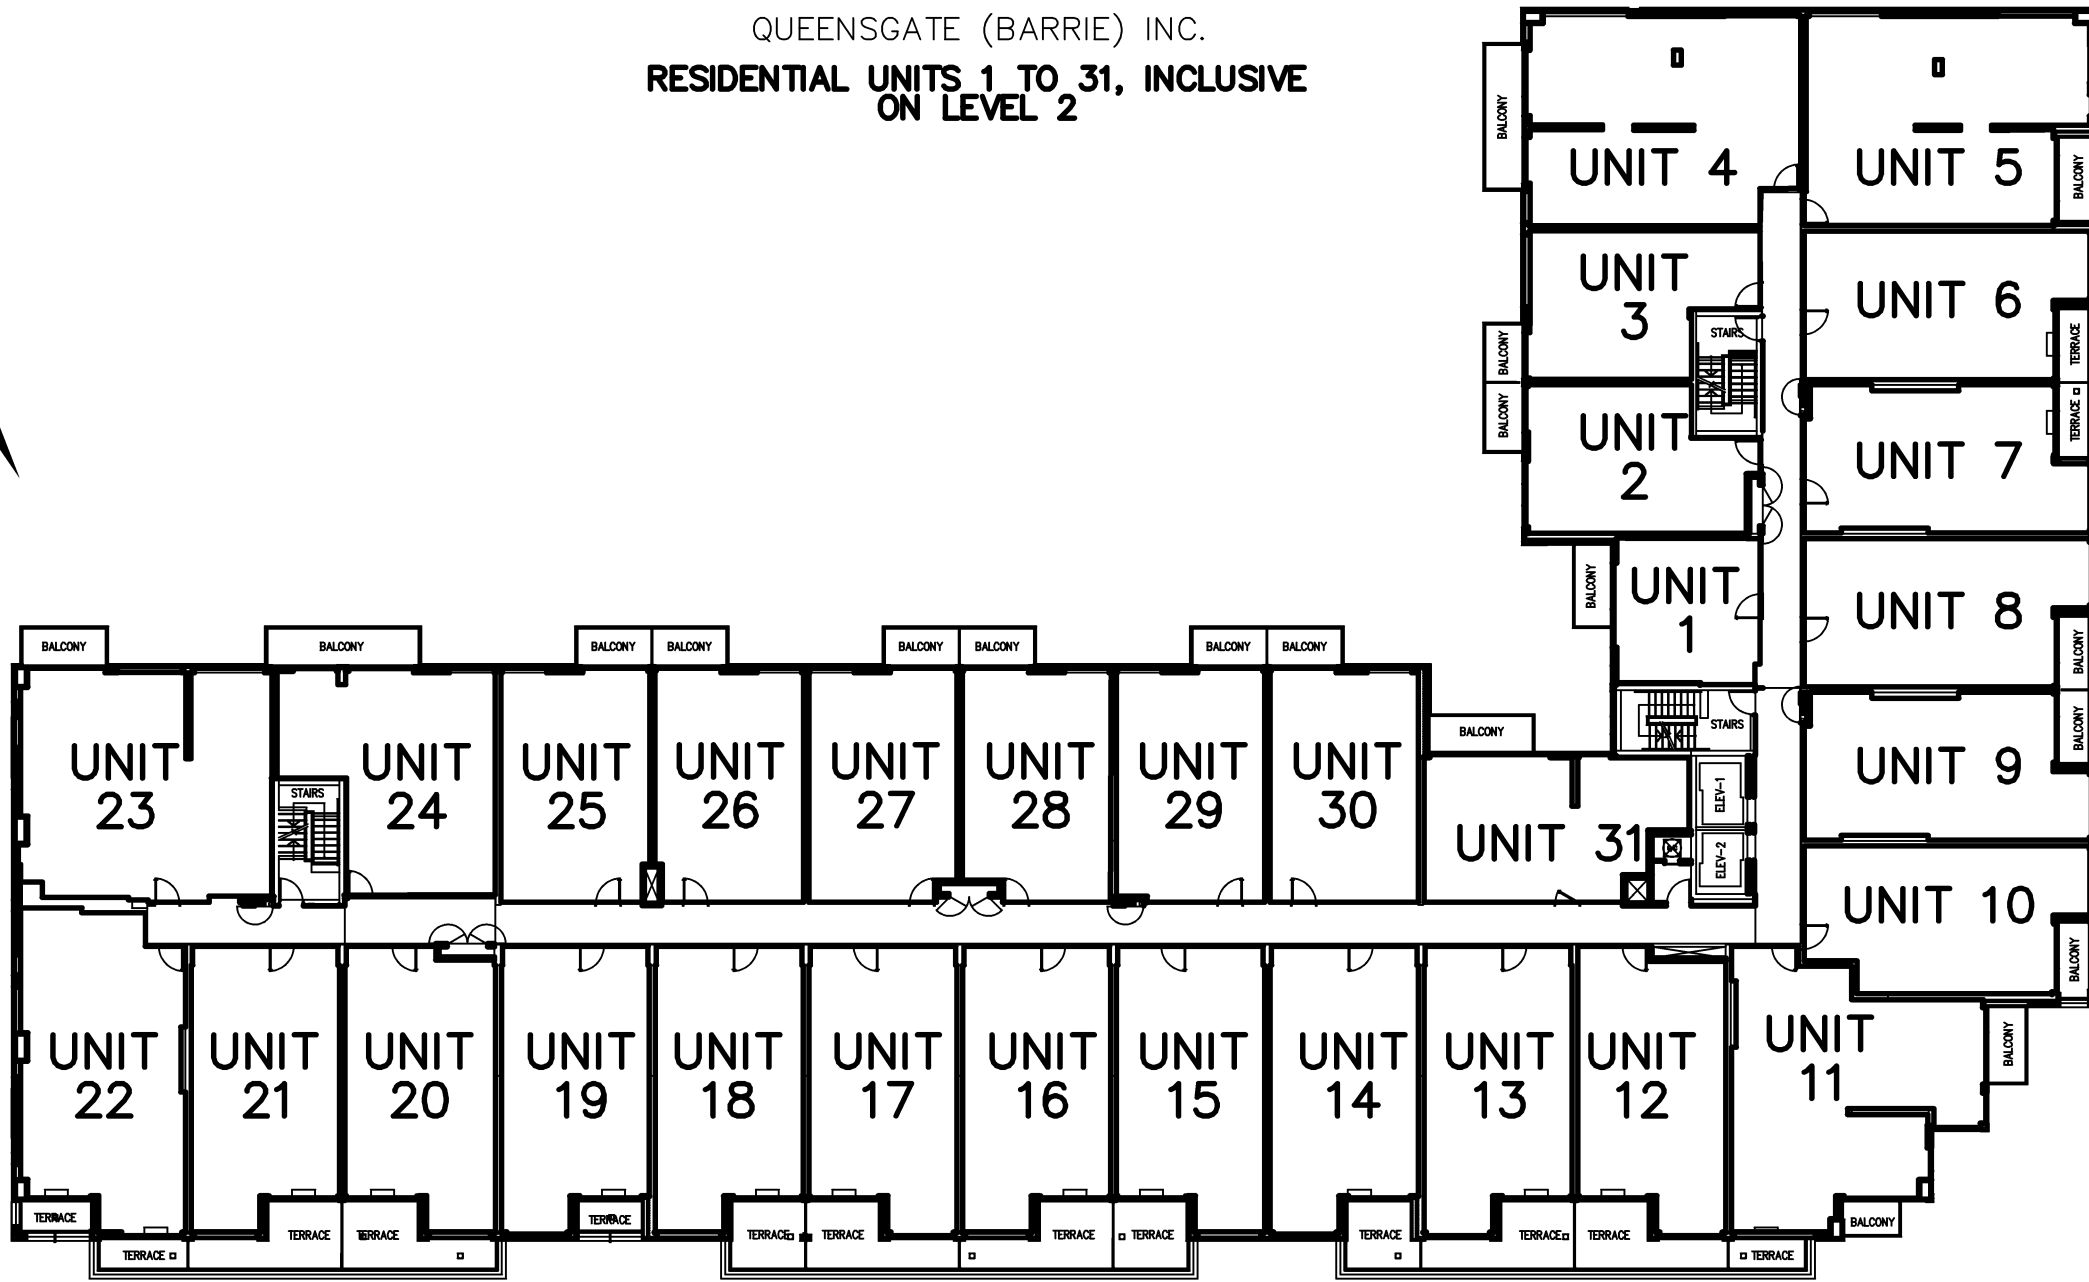 QUEENSGATE (BARRIE) INC.
RESIDENTIAL UNITS 1 TO 31, INCLUSIVE
ON LEVEL 2
BALCONY
UNIT 4
UNIT 5
BALCONY
UNIT
3
UNIT 6
STAIRS
BALCONY
TERRACE
BALCONY
TERRACE
UNIT
2
UNIT 7
BALCONY
UNIT
1
UNIT 8
BALCONY
BALCONY
STAIRS
UNIT 9
ELEV-1
ELEV-2
UNIT 10
BALCONY
BALCONY
BALCONY
BALCONY
BALCONY
BALCONY
BALCONY
BALCONY
BALCONY
BALCONY
BALCONY
UNIT
23
STAIRS
UNIT
24
UNIT
25
UNIT
26
UNIT
27
UNIT
28
UNIT
29
UNIT
30
UNIT 31
UNIT
22
UNIT
21
UNIT
20
UNIT
19
UNIT
18
UNIT
17
UNIT
16
UNIT
15
UNIT
14
UNIT
13
UNIT
12
UNIT
11
BALCONY
BALCONY
TERRACE
TERRACE
TERRACE
TERRACE
TERRACE
TERRACE
TERRACE
TERRACE
TERRACE
TERRACE
TERRACE
TERRACE
TERRACE